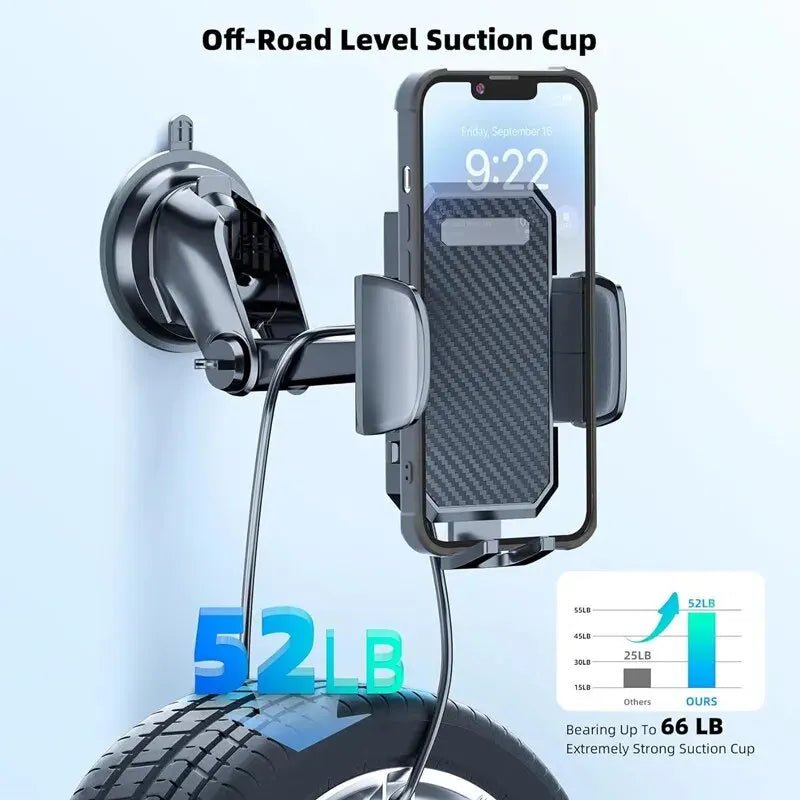 Off-Road Level Suction Cup
Friday, September 16
9:22
52LB
55LB
45LB
30LB
15LB
52LB
25LB
Others
OURS
Bearing Up To 66 LB
Extremely Strong Suction Cup